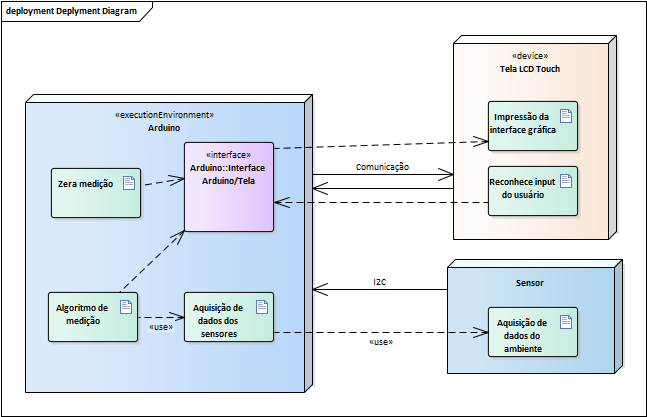 deployment Deplyment Diagram
«executionEnvironment»
Arduino
Zera medição
«interface»
Arduino::Interface
Arduino/Tela
Algoritmo de
medição
«use»
Aquisição de
dados dos
sensores
Comunicação
I2C
«use»
«device»
Tela LCD Touch
Impressão da
interface gráfica
Reconhece input
do usuário
Sensor
Aquisição de
dados do
ambiente